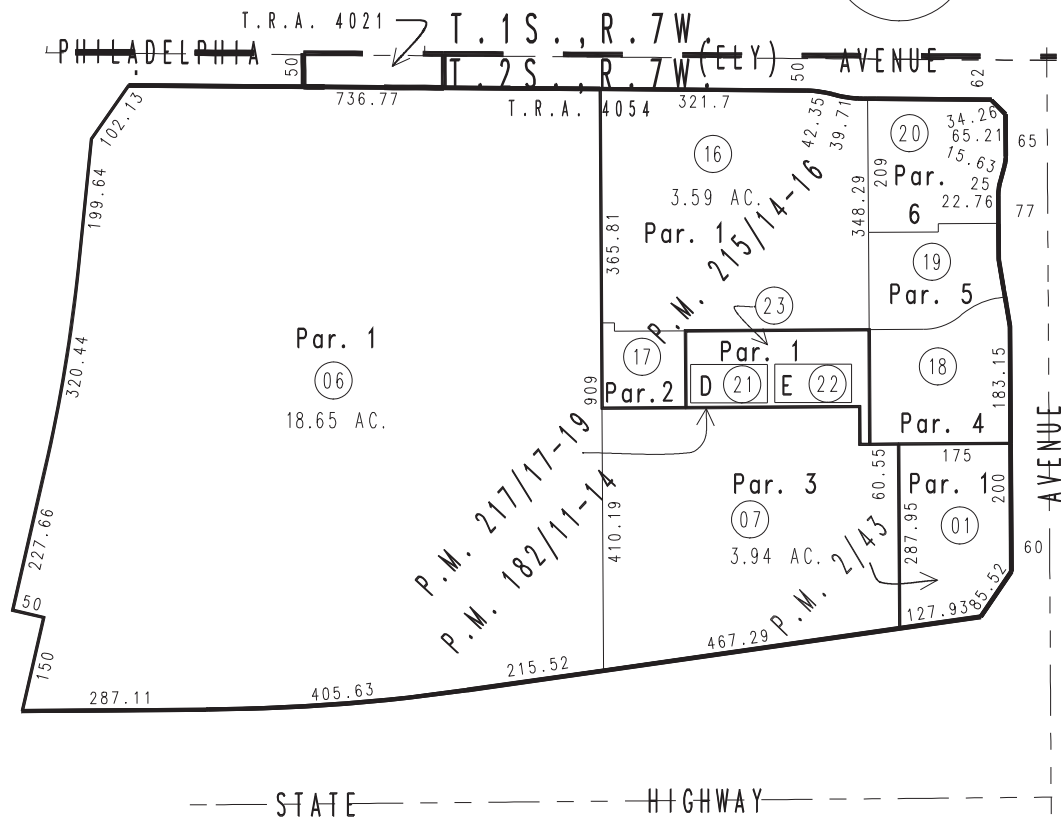 T.R.A. 4021
T.1S.,R.7W.
PHILADELPHIA
50
(ELY)
50
AVENUE
62
T.2S.,R.7W.
736.77
T.R.A. 4054
321.7
42.35
39.71
102.13
199.64
320.44
227.66
50
150
16
3.59 AC.
Par. 1
365.81
P.M. 215/14-16
348.29
209
20
Par.
6
34.26
65.21
15.63
25
22.76
65
77
19
Par. 5
23
Par. 1
Par. 1
06
18.65 AC.
17
Par.2
D 21
E 22
18
Par. 4
183.15
909
AVENUE
P.M. 217/17-19
P.M. 182/11-14
410.19
Par. 3
07
3.94 AC.
60.55
175
Par. 1
200
01
287.95
P.M. 2/43
60
85.52
127.93
467.29
215.52
405.63
287.11
STATE HIGHWAY